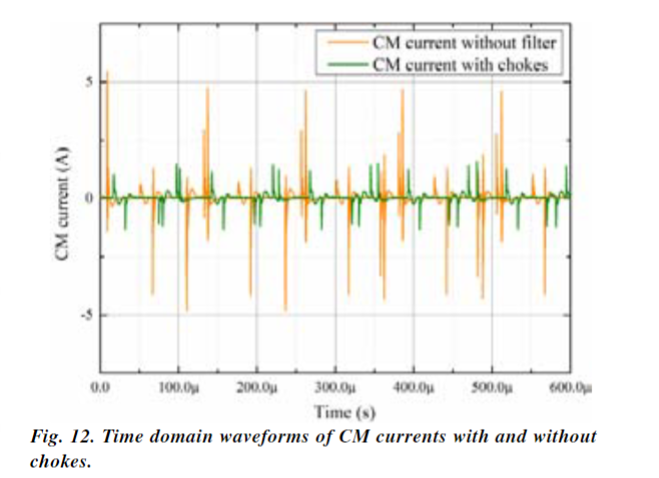 CM current without filter
CM current with chokes
CM current (A)
5
0
-5
0.0 100.0µ 200.0µ 300.0µ 400.0µ 500.0µ 600.0µ
Time (s)
Fig. 12. Time domain waveforms of CM currents with and without
chokes.